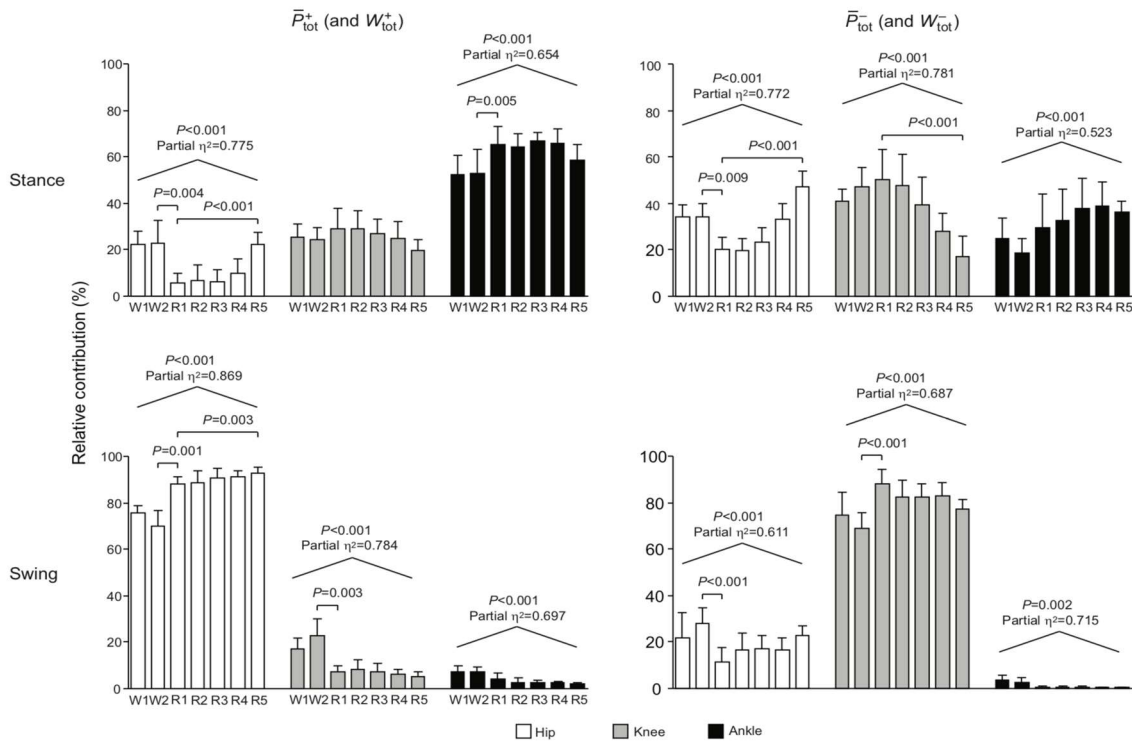 P̅⁺tot (and W⁺tot)
P̅⁻tot (and W⁻tot)
Relative contribution (%)
Stance
100
80
60
40
20
0
P<0.001
Partial η²=0.775
P=0.004
P<0.001
P<0.001
Partial η²=0.654
P=0.005
W1W2 R1 R2 R3 R4 R5
W1W2 R1 R2 R3 R4 R5
W1W2 R1 R2 R3 R4 R5
100
80
60
40
20
0
P<0.001
Partial η²=0.772
P<0.001
P=0.009
P<0.001
Partial η²=0.781
P<0.001
P<0.001
Partial η²=0.523
W1W2 R1 R2 R3 R4 R5
W1W2 R1 R2 R3 R4 R5
W1W2 R1 R2 R3 R4 R5
Swing
100
80
60
40
20
0
P<0.001
Partial η²=0.869
P=0.003
P=0.001
P<0.001
Partial η²=0.784
P=0.003
P<0.001
Partial η²=0.697
W1W2 R1 R2 R3 R4 R5
W1W2 R1 R2 R3 R4 R5
W1W2 R1 R2 R3 R4 R5
100
80
60
40
20
0
P<0.001
Partial η²=0.611
P<0.001
P<0.001
Partial η²=0.687
P<0.001
P=0.002
Partial η²=0.715
Hip
Knee
Ankle